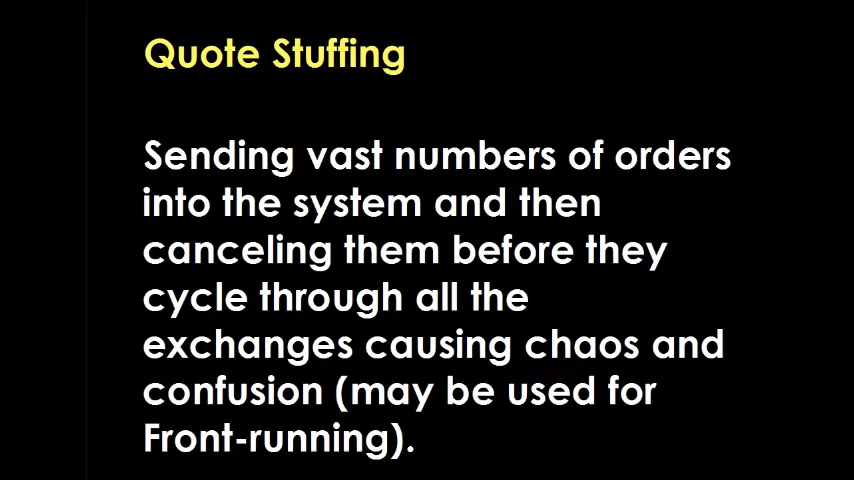 Quote Stuffing
Sending vast numbers of orders
into the system and then
canceling them before they
cycle through all the
exchanges causing chaos and
confusion (may be used for
Front-running).